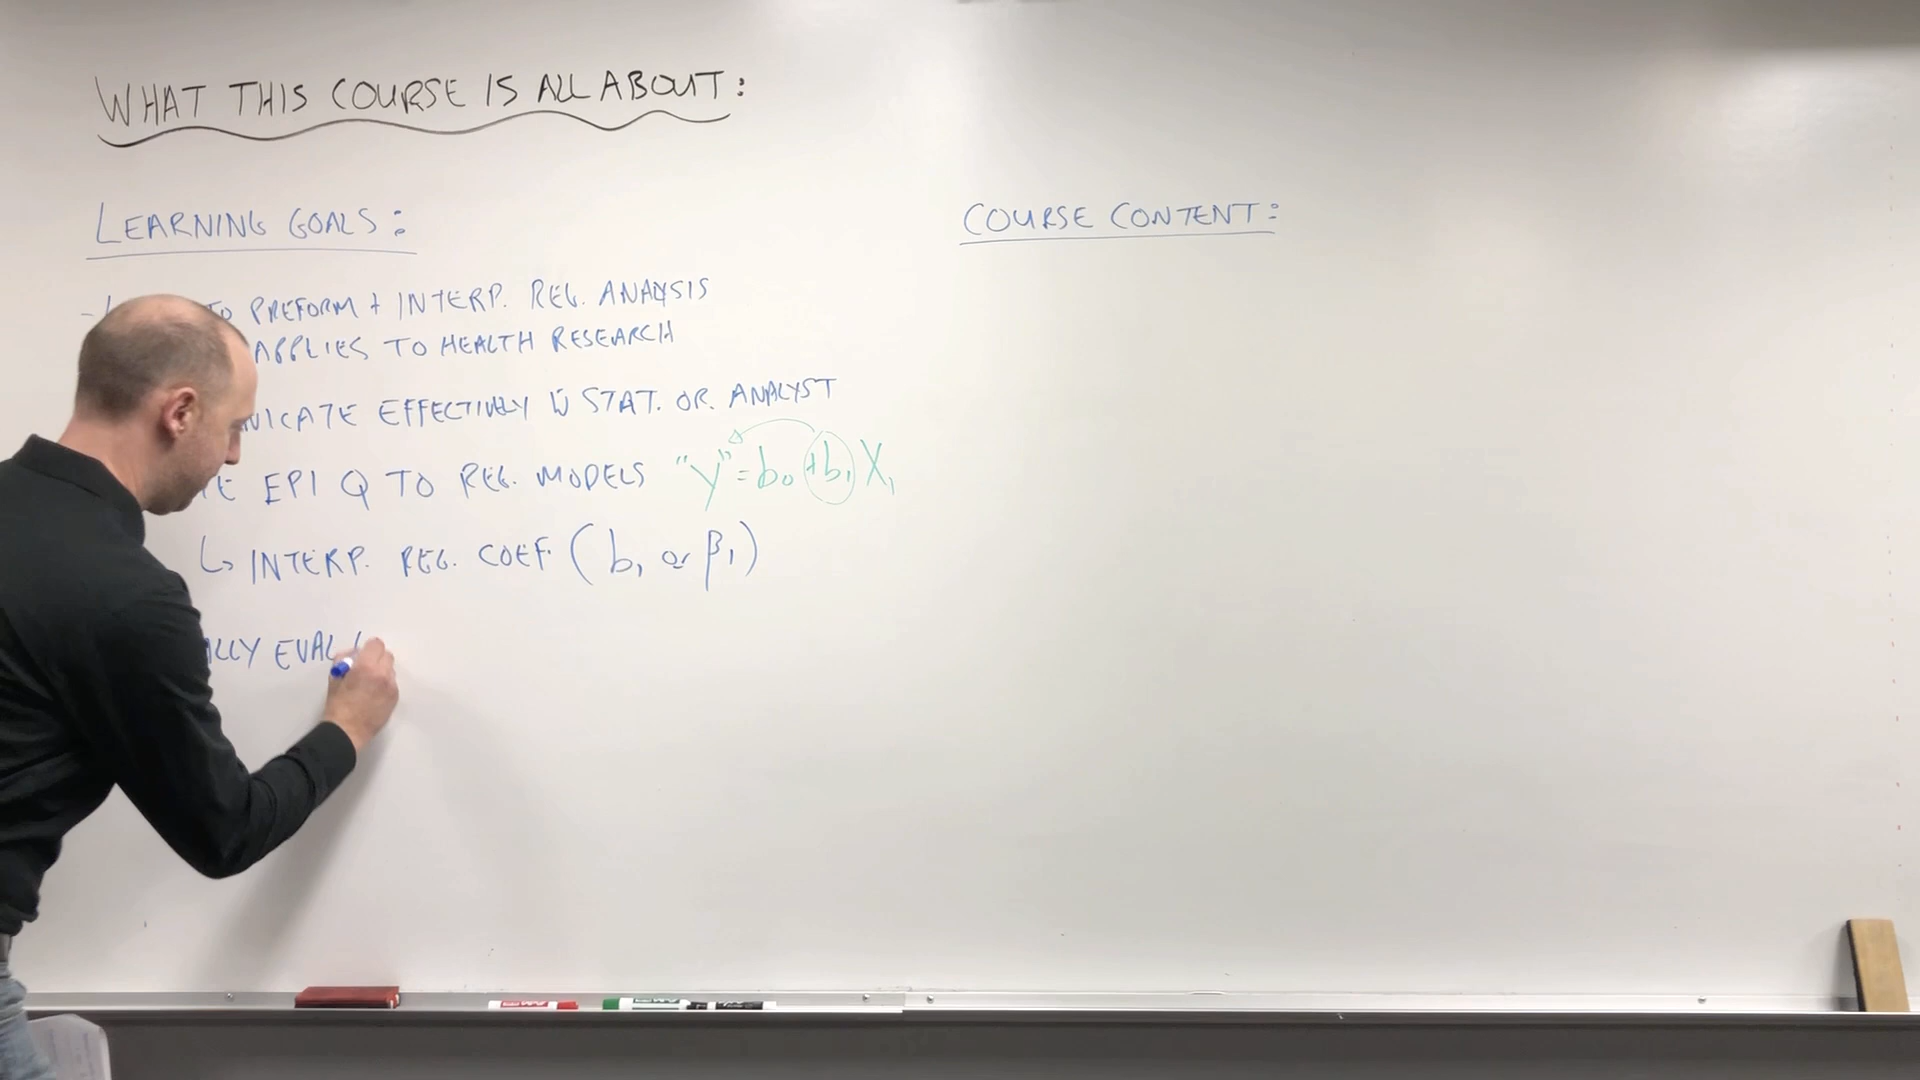 WHAT THIS COURSE IS ALL ABOUT:
LEARNING GOALS:
TO PREFORM + INTERP. REG. ANALYSIS
APPLIES TO HEALTH RESEARCH
EFFECTIVELY W̄ STAT. OR. ANALYST
EPI Q TO REG. MODELS "Y" = b₀ + b₁ X₁
↳ INTERP. REG. COEF. (b₁ or β₁)
EVAL
COURSE CONTENT: